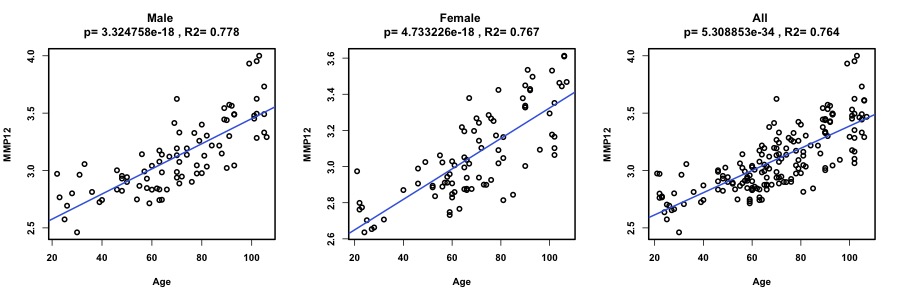 Male
p= 3.324758e-18 , R2= 0.778
MMP12
4.0
3.5
3.0
2.5
20 40 60 80 100
Age
Female
p= 4.733226e-18 , R2= 0.767
MMP12
3.6
3.4
3.2
3.0
2.8
2.6
20 40 60 80 100
Age
All
p= 5.308853e-34 , R2= 0.764
MMP12
4.0
3.5
3.0
2.5
20 40 60 80 100
Age